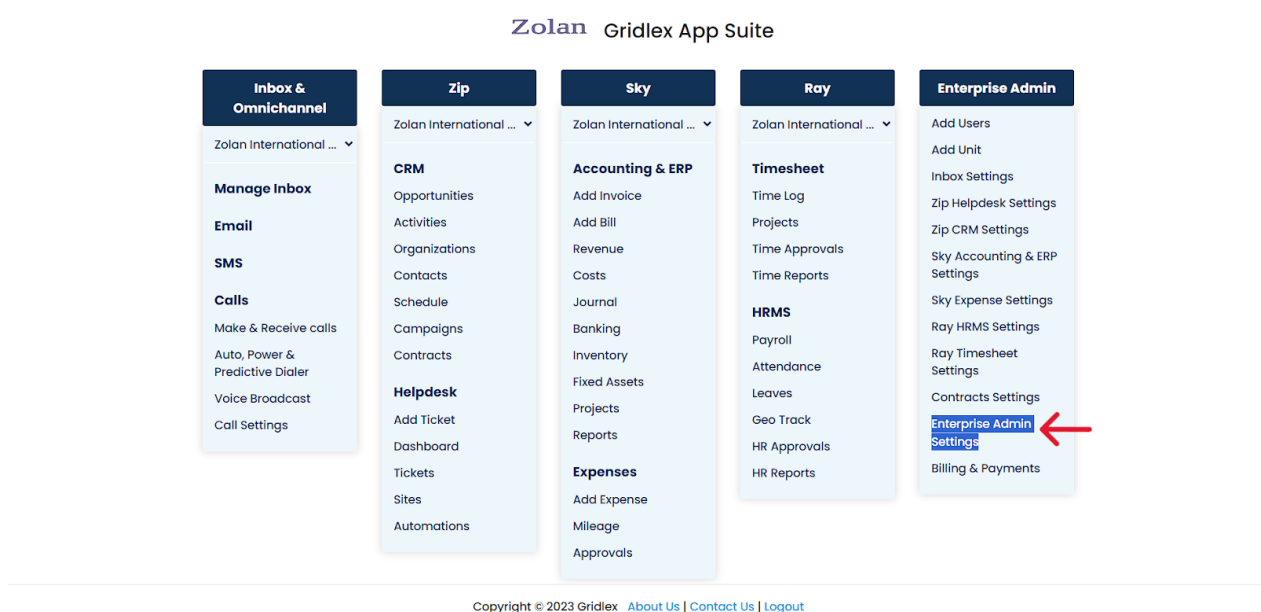 Zolan Gridlex App Suite
Inbox &
Omnichannel
Zolan International ...
Manage Inbox
Email
SMS
Calls
Make & Receive calls
Auto, Power &
Predictive Dialer
Voice Broadcast
Call Settings
Zip
Zolan International ...
CRM
Opportunities
Activities
Organizations
Contacts
Schedule
Campaigns
Contracts
Helpdesk
Add Ticket
Dashboard
Tickets
Sites
Automations
Sky
Zolan International ...
Accounting & ERP
Add Invoice
Add Bill
Revenue
Costs
Journal
Banking
Inventory
Fixed Assets
Projects
Reports
Expenses
Add Expense
Mileage
Approvals
Ray
Zolan International ...
Timesheet
Time Log
Projects
Time Approvals
Time Reports
HRMS
Payroll
Attendance
Leaves
Geo Track
HR Approvals
HR Reports
Enterprise Admin
Add Users
Add Unit
Inbox Settings
Zip Helpdesk Settings
Zip CRM Settings
Sky Accounting & ERP
Settings
Sky Expense Settings
Ray HRMS Settings
Ray Timesheet
Settings
Contracts Settings
Enterprise Admin
Settings
Billing & Payments
Copyright © 2023 Gridlex About Us | Contact Us | Logout